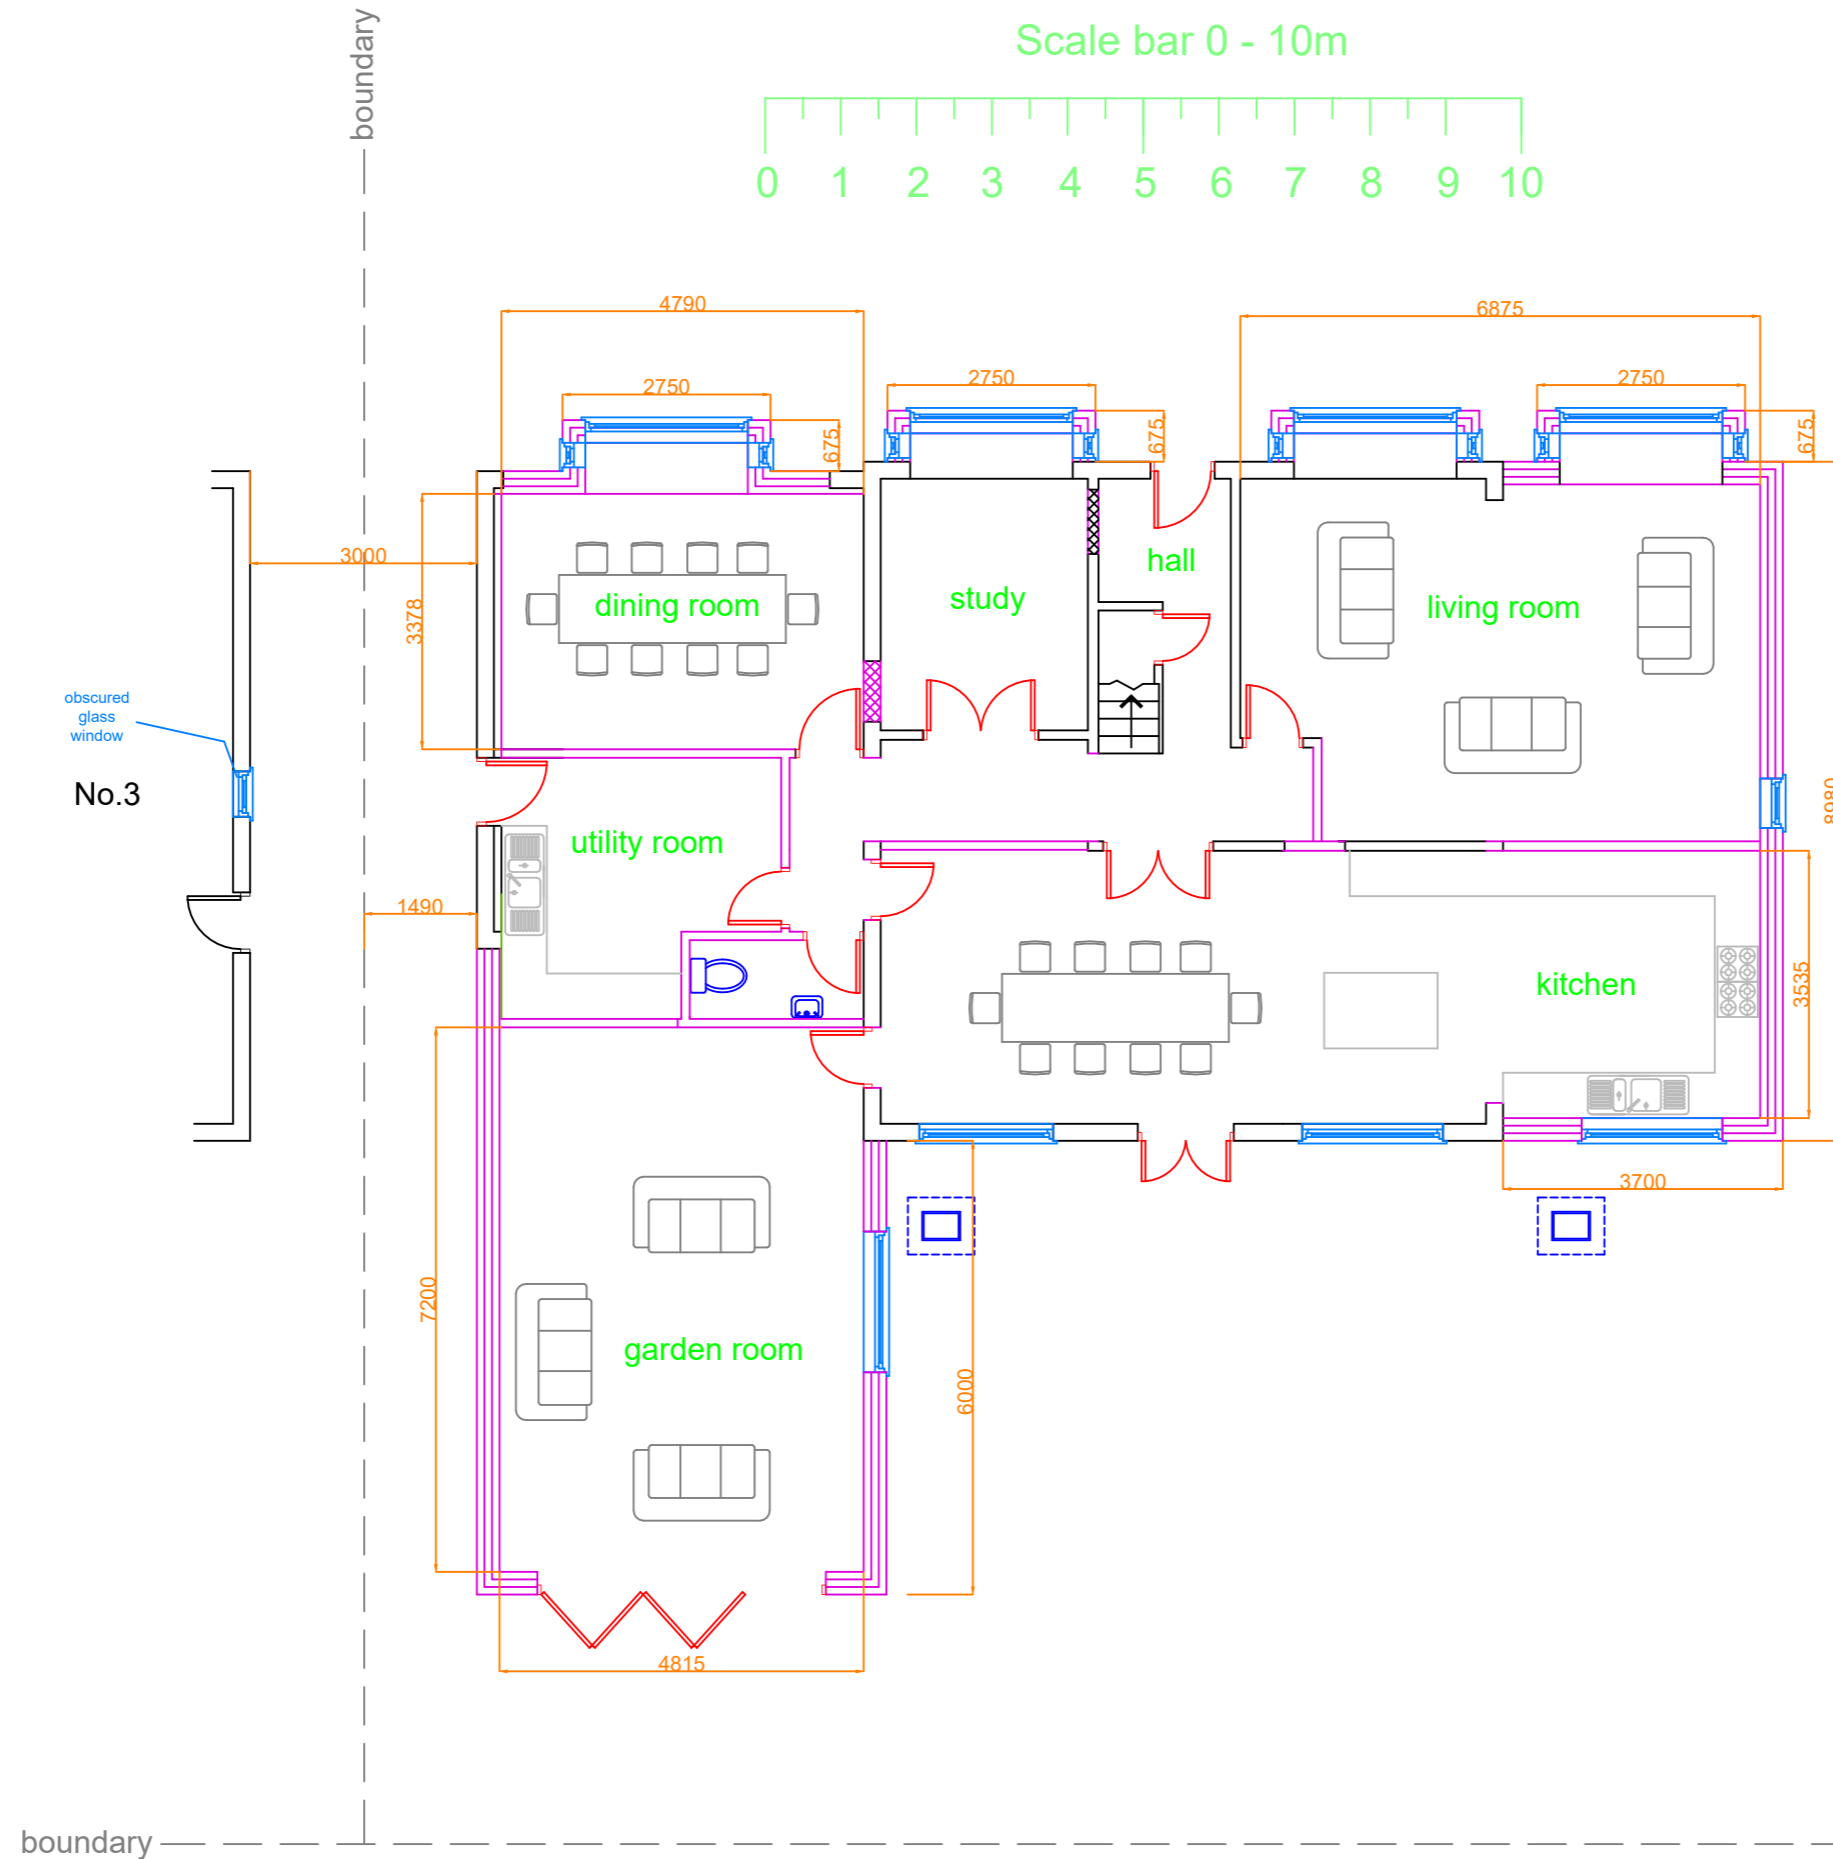 boundary
Scale bar 0 - 10m
0 1 2 3 4 5 6 7 8 9 10
4790
6875
2750
2750
2750
675
675
675
3000
3378
hall
dining room
study
living room
obscured
glass
window
No.3
8980
utility room
1490
kitchen
3535
3700
7200
garden room
6000
4815
boundary